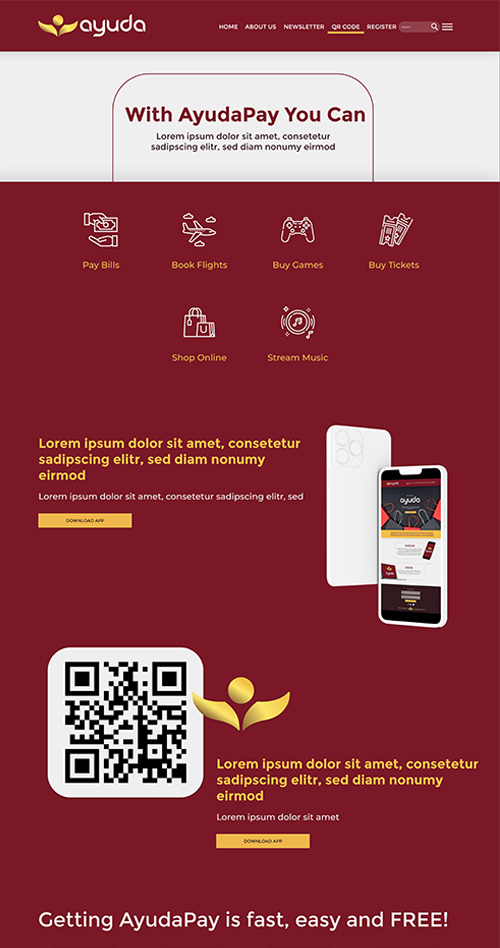 ayuda
HOME ABOUT US NEWSLETTER QR CODE REGISTER Search
With AyudaPay You Can
Lorem ipsum dolor sit amet, consetetur
sadipscing elitr, sed diam nonumy eirmod
Pay Bills Book Flights Buy Games Buy Tickets
Shop Online Stream Music
Lorem ipsum dolor sit amet, consetetur
sadipscing elitr, sed diam nonumy
eirmod
Lorem ipsum dolor sit amet, consetetur sadipscing elitr, sed
DOWNLOAD APP
ayuda
Lorem ipsum dolor sit amet, consetetur
sadipscing elitr, sed diam nonumy
eirmod
Lorem ipsum dolor sit amet
DOWNLOAD APP
Getting AyudaPay is fast, easy and FREE!